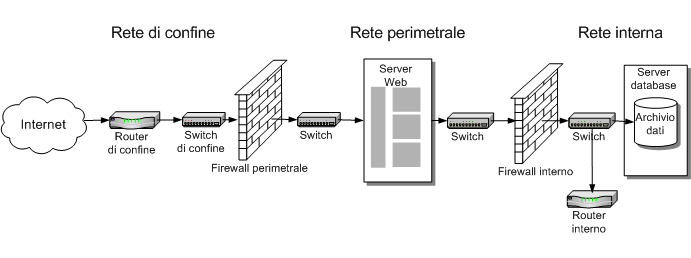 Rete di confine
Rete perimetrale
Rete interna
Internet
Router
di confine
Switch
di confine
Firewall perimetrale
Switch
Server
Web
Switch
Firewall interno
Switch
Server
database
Archivio
dati
Router
interno